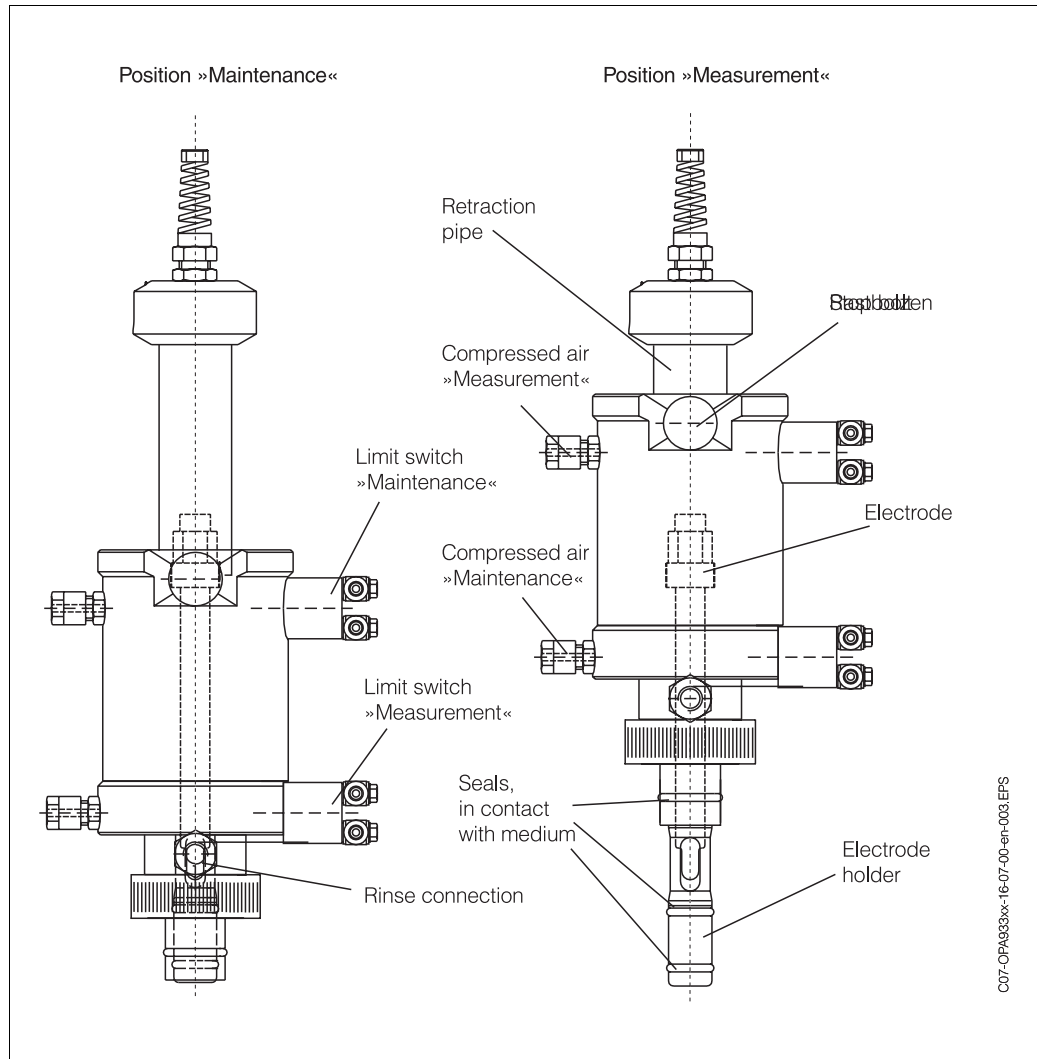 Position »Maintenance«
Position »Measurement«
Retraction
pipe
Compressed air
»Measurement«
Limit switch
»Maintenance«
Electrode
Compressed air
»Maintenance«
Limit switch
»Measurement«
Seals,
in contact
with medium
Electrode
holder
Rinse connection
C07-OPA933xx-16-07-00-en-003.EPS